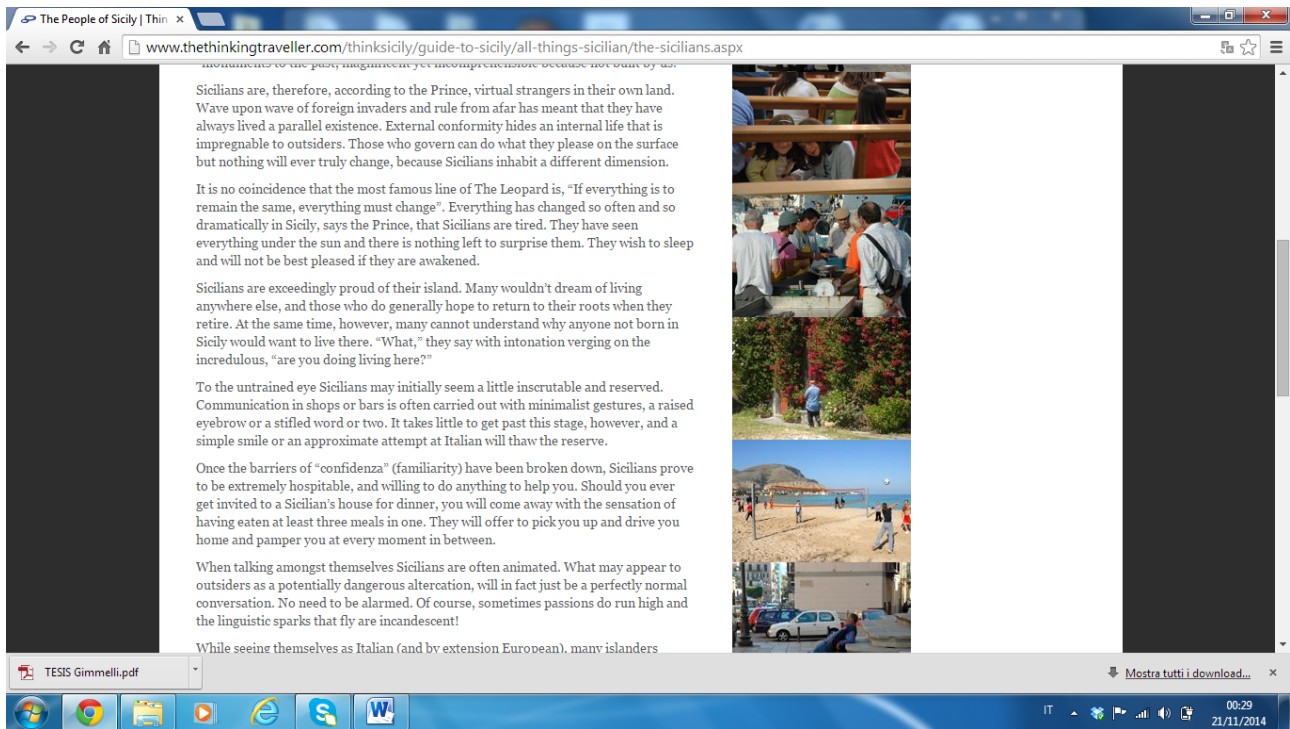 The People of Sicily | Thin
www.thethinkingtraveller.com/thinksicily/guide-to-sicily/all-things-sicilian/the-sicilians.aspx
"monuments to the past, magnificent yet incomprehensible because not built by us."
Sicilians are, therefore, according to the Prince, virtual strangers in their own land.
Wave upon wave of foreign invaders and rule from afar has meant that they have
always lived a parallel existence. External conformity hides an internal life that is
impregnable to outsiders. Those who govern can do what they please on the surface
but nothing will ever truly change, because Sicilians inhabit a different dimension.
It is no coincidence that the most famous line of The Leopard is, “If everything is to
remain the same, everything must change”. Everything has changed so often and so
dramatically in Sicily, says the Prince, that Sicilians are tired. They have seen
everything under the sun and there is nothing left to surprise them. They wish to sleep
and will not be best pleased if they are awakened.
Sicilians are exceedingly proud of their island. Many wouldn’t dream of living
anywhere else, and those who do generally hope to return to their roots when they
retire. At the same time, however, many cannot understand why anyone not born in
Sicily would want to live there. “What,” they say with intonation verging on the
incredulous, “are you doing living here?”
To the untrained eye Sicilians may initially seem a little inscrutable and reserved.
Communication in shops or bars is often carried out with minimalist gestures, a raised
eyebrow or a stifled word or two. It takes little to get past this stage, however, and a
simple smile or an approximate attempt at Italian will thaw the reserve.
Once the barriers of “confidenza” (familiarity) have been broken down, Sicilians prove
to be extremely hospitable, and willing to do anything to help you. Should you ever
get invited to a Sicilian’s house for dinner, you will come away with the sensation of
having eaten at least three meals in one. They will offer to pick you up and drive you
home and pamper you at every moment in between.
When talking amongst themselves Sicilians are often animated. What may appear to
outsiders as a potentially dangerous altercation, will in fact just be a perfectly normal
conversation. No need to be alarmed. Of course, sometimes passions do run high and
the linguistic sparks that fly are incandescent!
While seeing themselves as Italian (and by extension European), many islanders
TESIS Gimmelli.pdf
Mostra tutti i download...
IT
00:29
21/11/2014